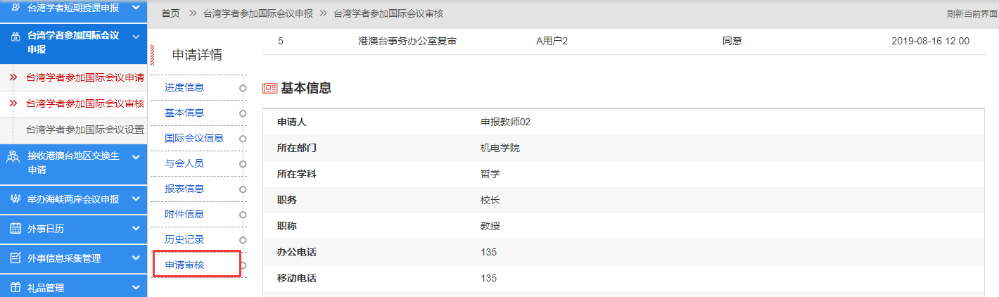 台湾学者短期授课申报
台湾学者参加国际会议
申报
台湾学者参加国际会议申请
台湾学者参加国际会议审核
台湾学者参加国际会议设置
接收港澳台地区交换生
申请
举办海峡两岸会议申报
外事日历
外事信息采集管理
礼品管理
首页 >> 台湾学者参加国际会议申报 >> 台湾学者参加国际会议审核
刷新当前界面
申请详情
进度信息
基本信息
国际会议信息
与会人员
报表信息
附件信息
历史记录
申请审核
5 港澳台事务办公室复审 A用户2 同意 2019-08-16 12:00
基本信息
申请人 申报教师02
所在部门 机电学院
所在学科 哲学
职务 校长
职称 教授
办公电话 135
移动电话 135